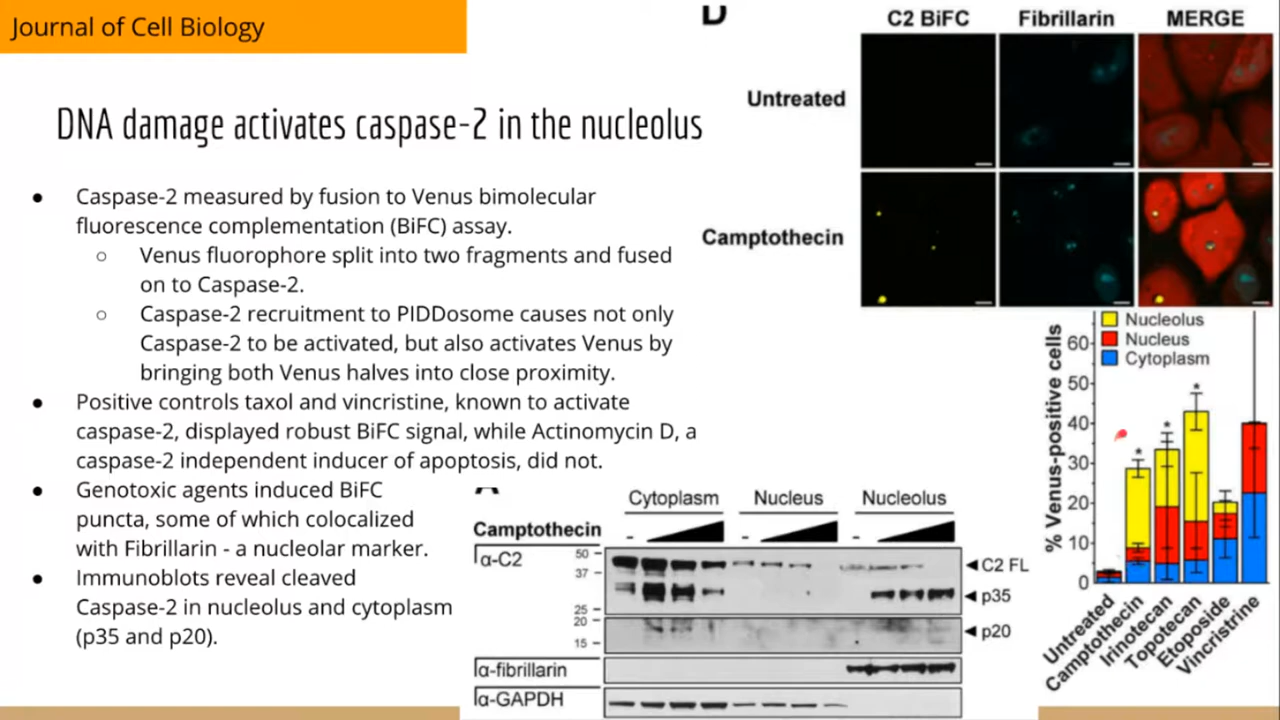 Journal of Cell Biology
DNA damage activates caspase-2 in the nucleolus
● Caspase-2 measured by fusion to Venus bimolecular
fluorescence complementation (BiFC) assay.
○ Venus fluorophore split into two fragments and fused
on to Caspase-2.
○ Caspase-2 recruitment to PIDDosome causes not only
Caspase-2 to be activated, but also activates Venus by
bringing both Venus halves into close proximity.
● Positive controls taxol and vincristine, known to activate
caspase-2, displayed robust BiFC signal, while Actinomycin D, a
caspase-2 independent inducer of apoptosis, did not.
● Genotoxic agents induced BiFC
puncta, some of which colocalized
with Fibrillarin - a nucleolar marker.
● Immunoblots reveal cleaved
Caspase-2 in nucleolus and cytoplasm
(p35 and p20).
D
C2 BiFC Fibrillarin MERGE
Untreated
Camptothecin
Nucleolus
Nucleus
Cytoplasm
% Venus-positive cells
60
50
40
30
20
10
0
* * *
Untreated
Camptothecin
Irinotecan
Topotecan
Etoposide
Vincristrine
Cytoplasm Nucleus Nucleolus
Camptothecin - - -
α-C2
50
37
25
20
15
C2 FL
p35
p20
α-fibrillarin
α-GAPDH